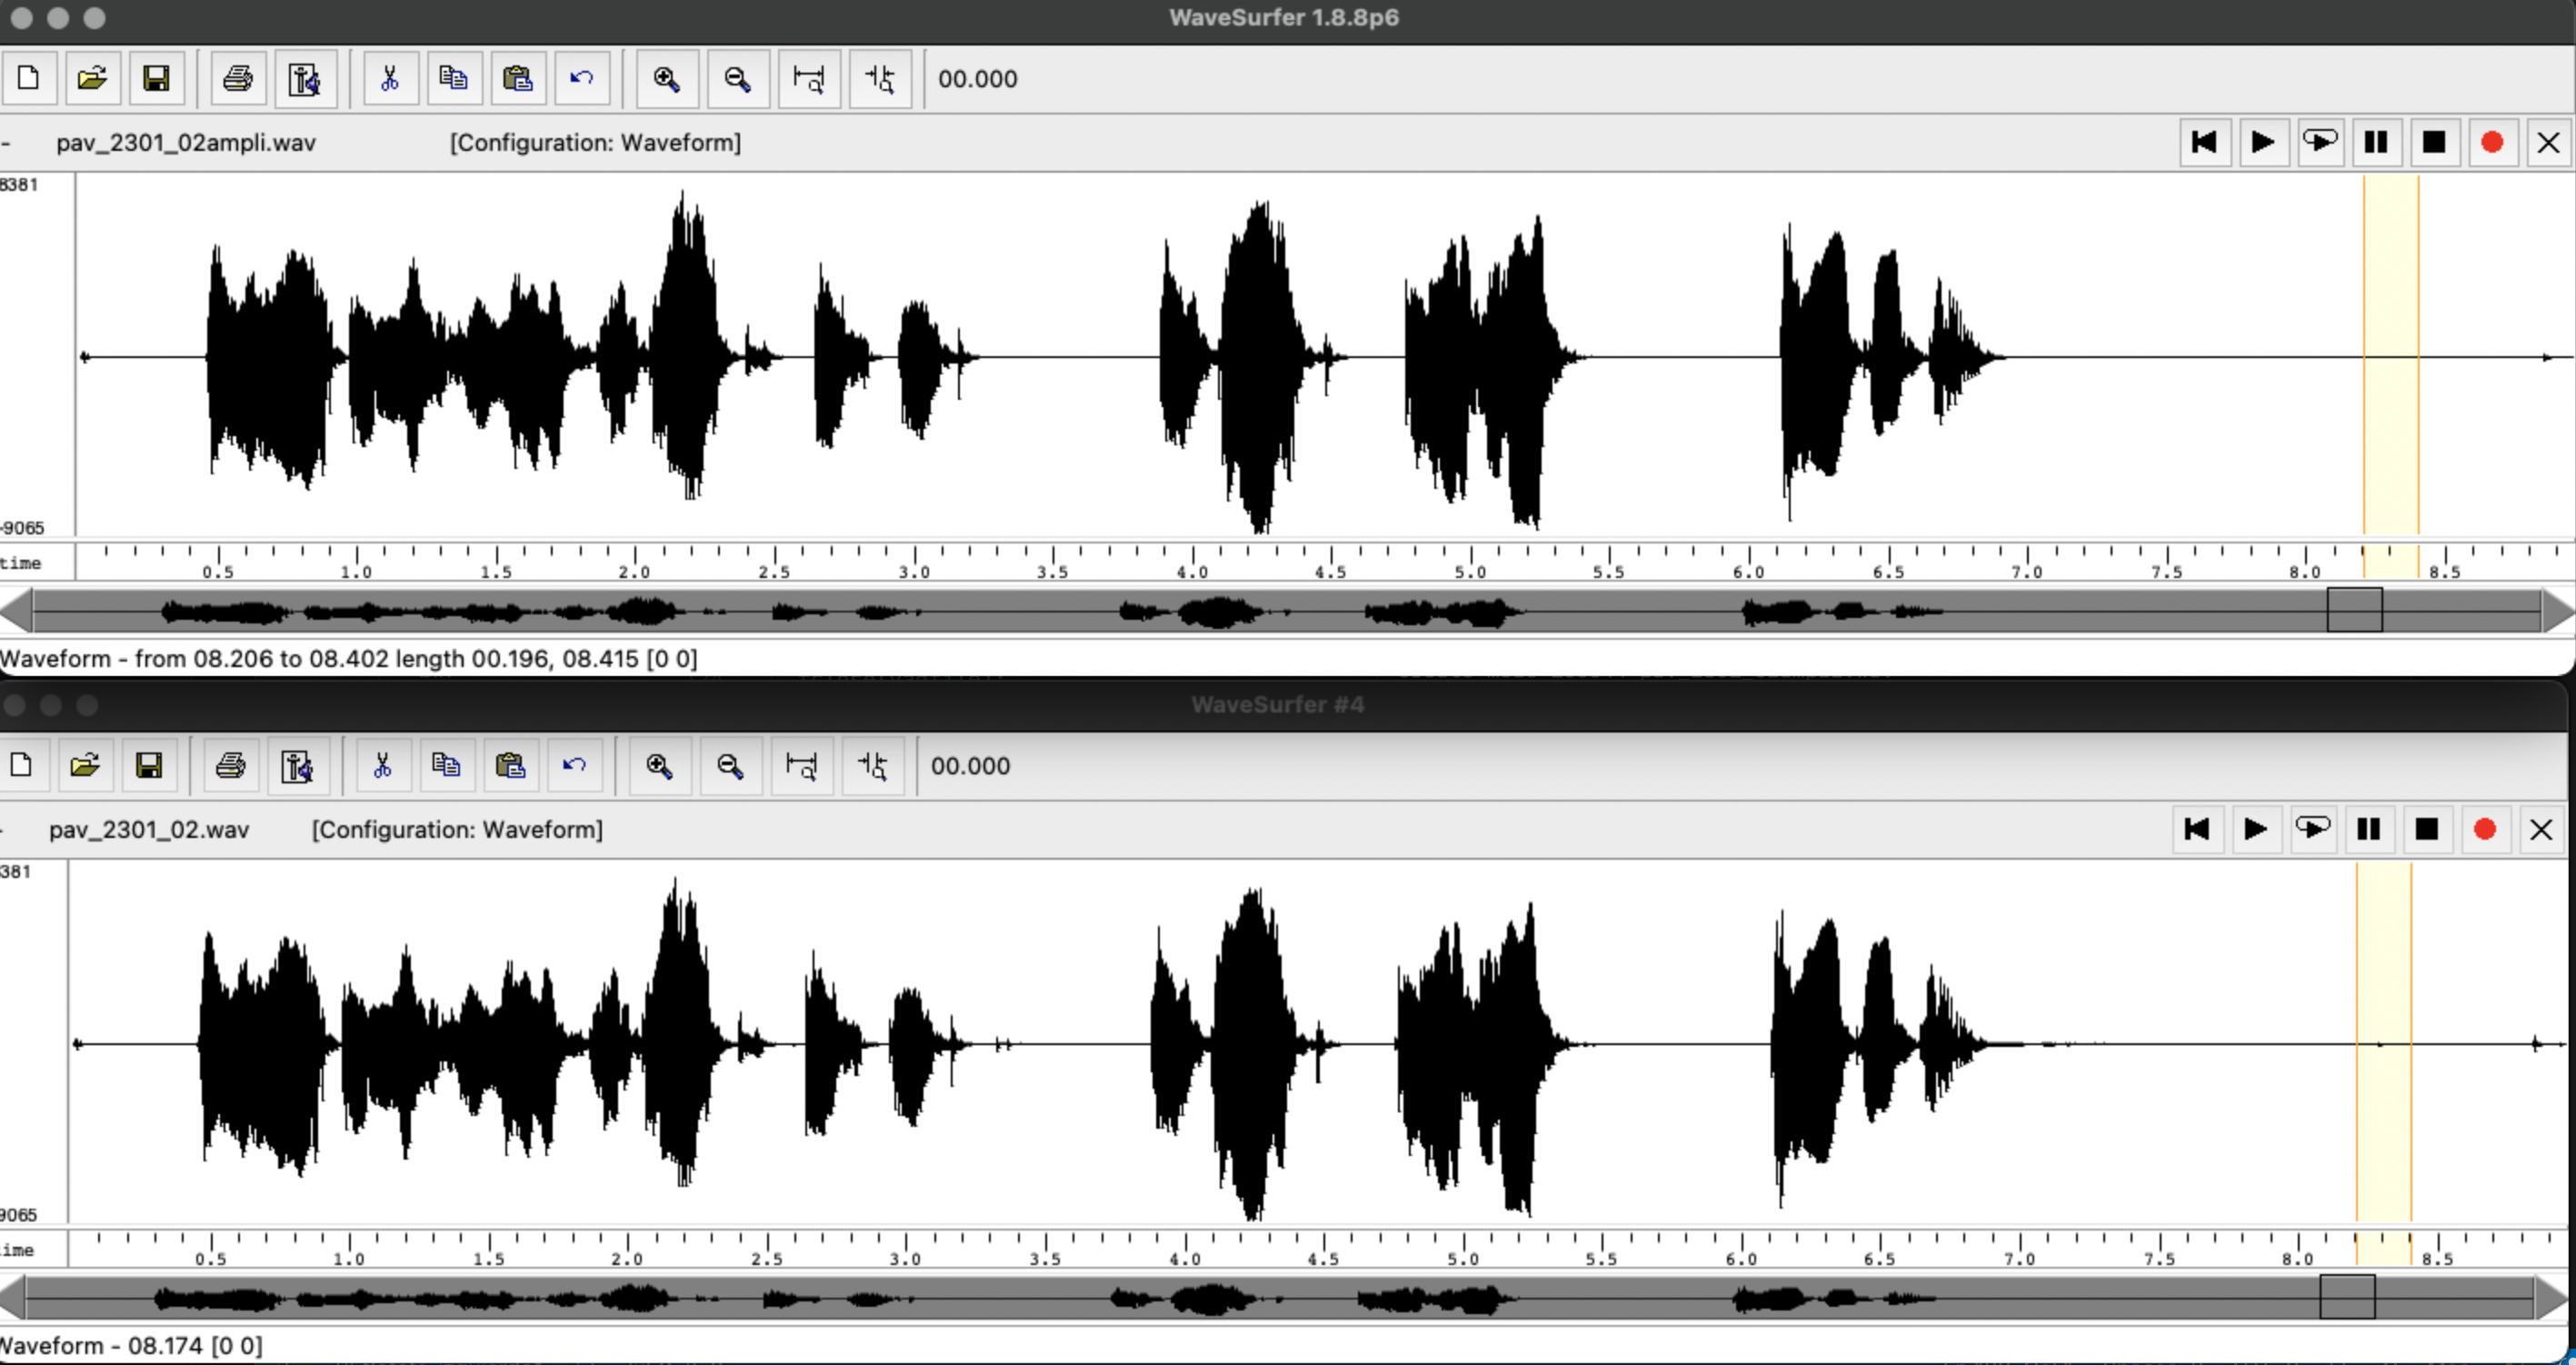 WaveSurfer 1.8.8p6
00.000
- pav_2301_02ampli.wav [Configuration: Waveform]
8381
-9065
time 0.5 1.0 1.5 2.0 2.5 3.0 3.5 4.0 4.5 5.0 5.5 6.0 6.5 7.0 7.5 8.0 8.5
Waveform - from 08.206 to 08.402 length 00.196, 08.415 [0 0]
WaveSurfer #4
00.000
- pav_2301_02.wav [Configuration: Waveform]
381
9065
ime 0.5 1.0 1.5 2.0 2.5 3.0 3.5 4.0 4.5 5.0 5.5 6.0 6.5 7.0 7.5 8.0 8.5
Waveform - 08.174 [0 0]